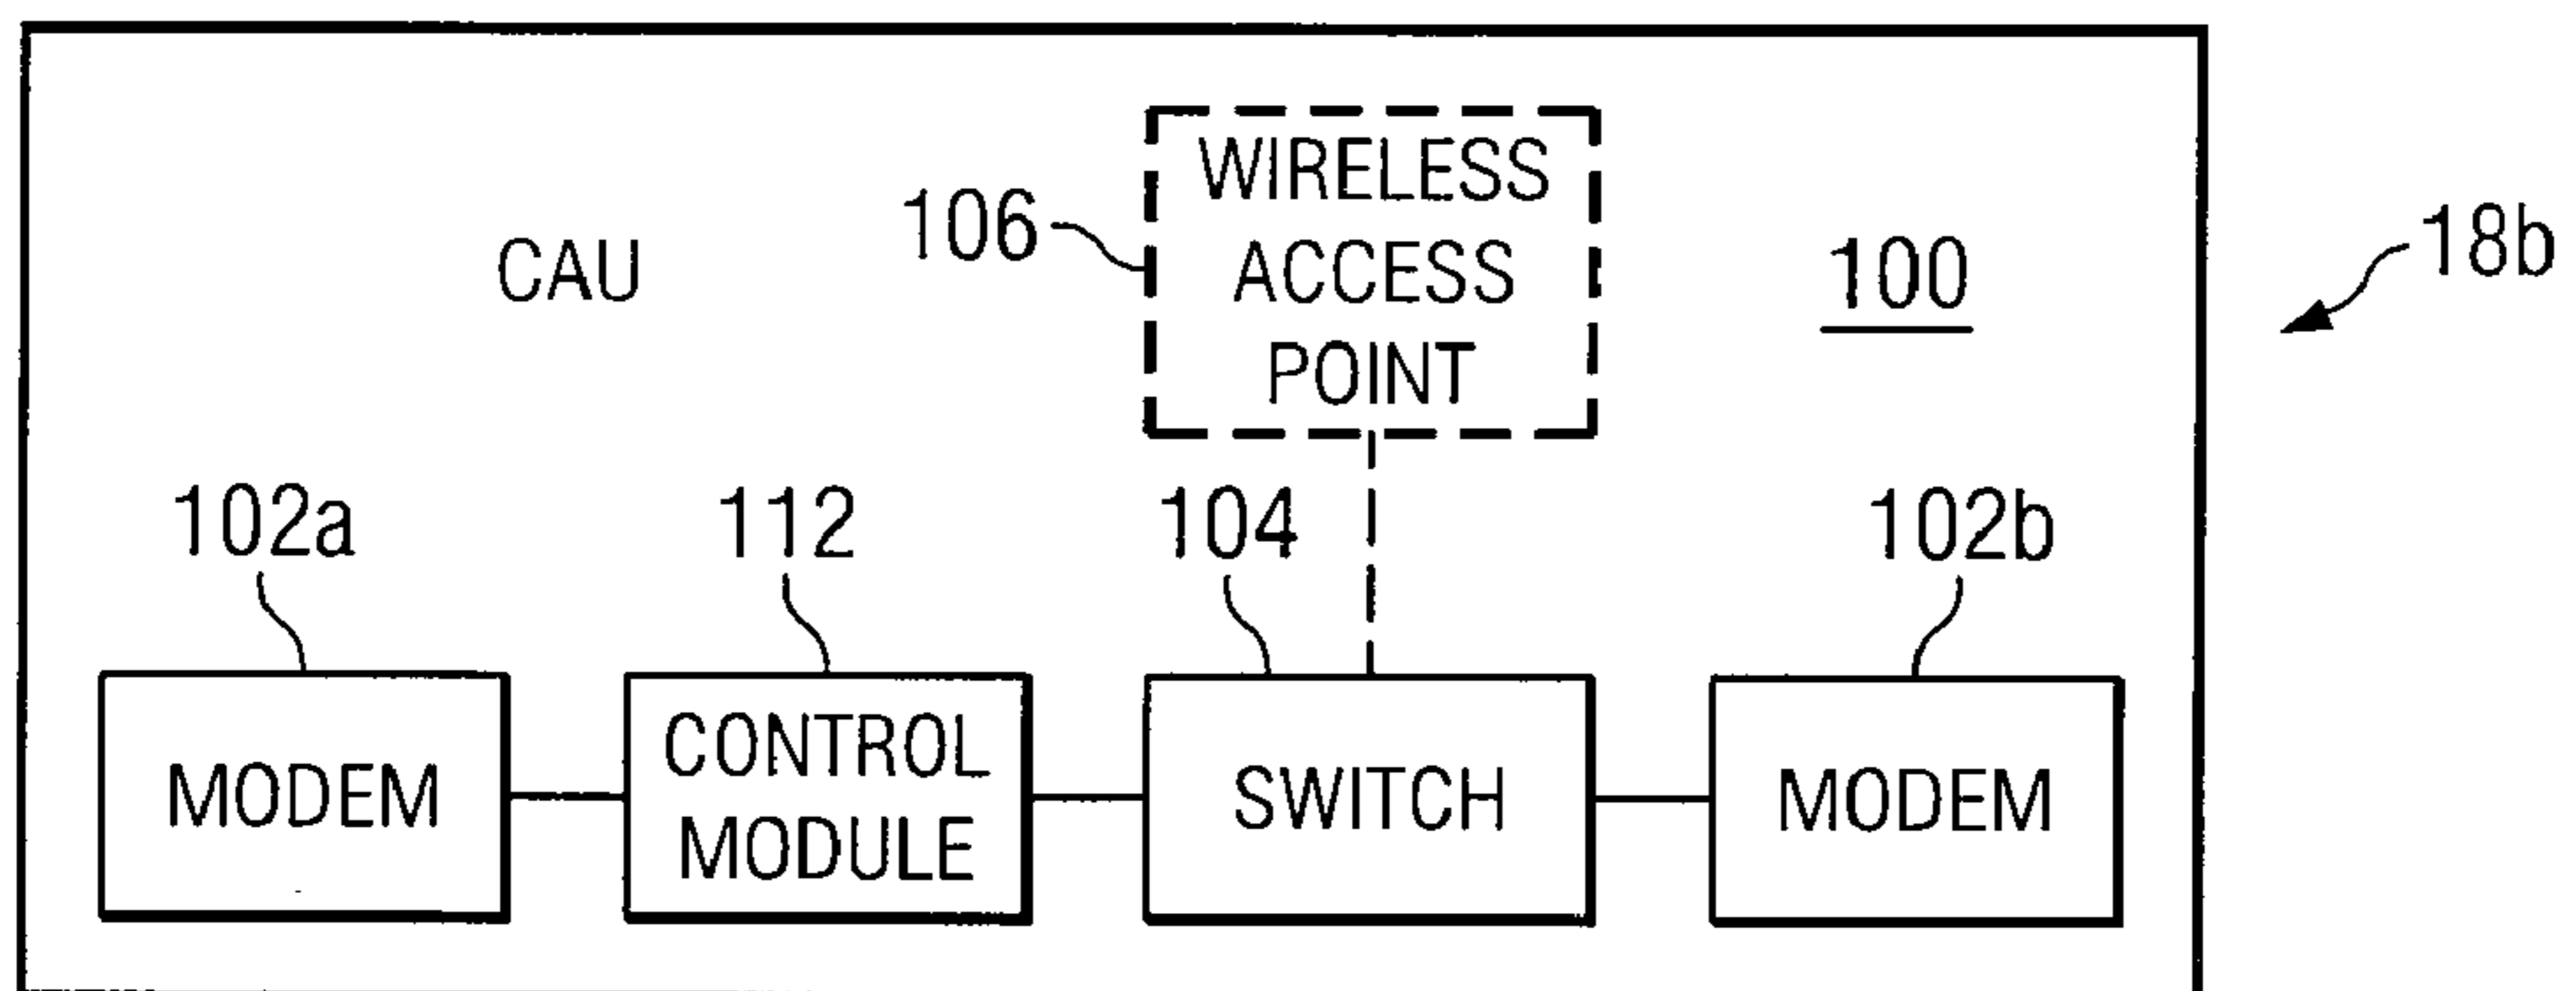 WIRELESS
ACCESS
POINT
106
CAU
100
18b
102a
112
104
102b
MODEM
CONTROL
MODULE
SWITCH
MODEM